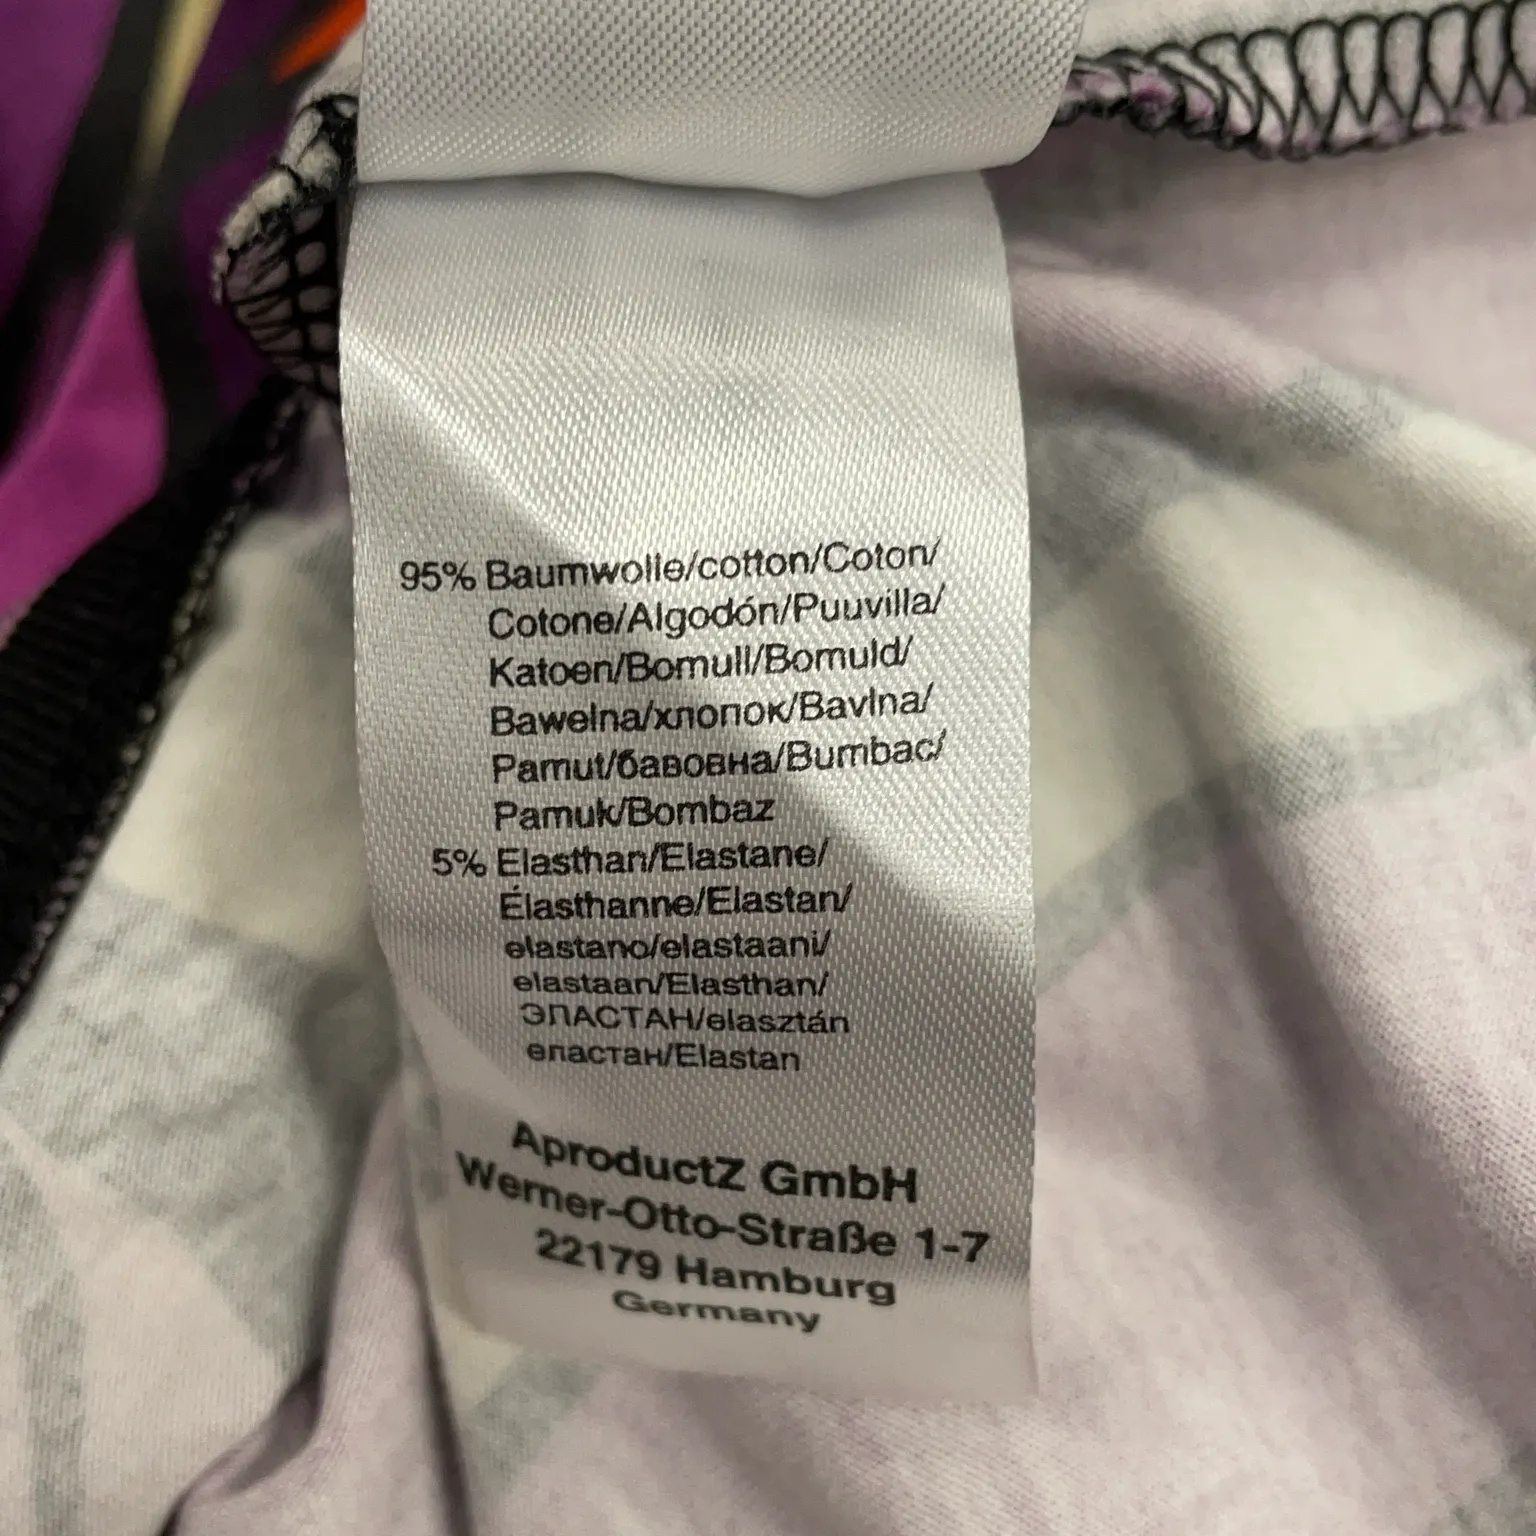 95% Baumwolle/cotton/Coton/
Cotone/Algodón/Puuvilla/
Katoen/Bomull/Bomuld/
Bawełna/хлопок/Bavlna/
Pamut/бавовна/Bumbac/
Pamuk/Bombaz
5% Elasthan/Elastane/
Élasthanne/Elastan/
elastano/elastaani/
elastaan/Elasthan/
ЭЛАСТАН/elasztán
еластан/Elastan
AproductZ GmbH
Werner-Otto-Straße 1-7
22179 Hamburg
Germany